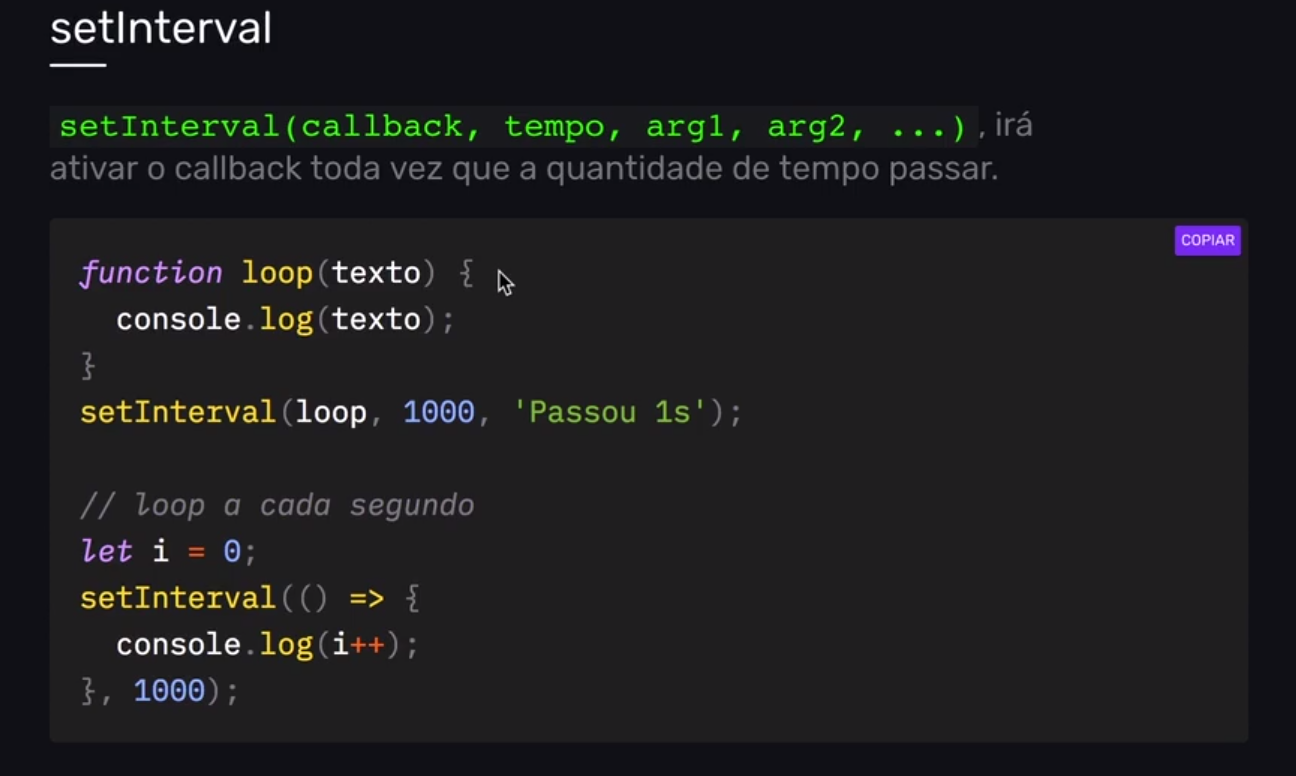 setInterval
setInterval(callback, tempo, arg1, arg2, ...) , irá
ativar o callback toda vez que a quantidade de tempo passar.
COPIAR
function loop(texto) {
  console.log(texto);
}
setInterval(loop, 1000, 'Passou 1s');
// loop a cada segundo
let i = 0;
setInterval(() => {
  console.log(i++);
}, 1000);